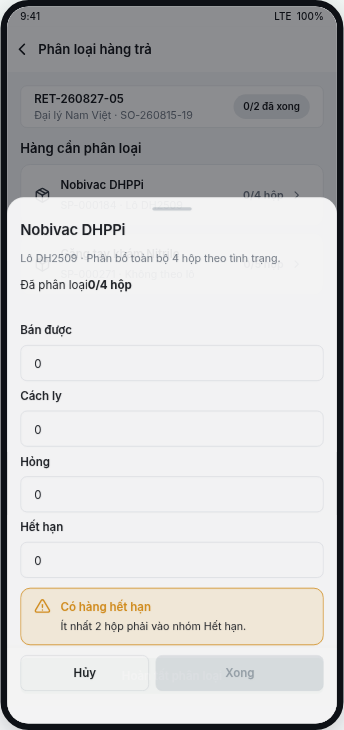 9:41
LTE 100%
Phân loại hàng trả
RET-260827-05
Đại lý Nam Việt · SO-260815-19
0/2 đã xong
Hàng cần phân loại
Nobivac DHPPi
0/4 hộp
Nobivac DHPPi
Lô DH2509 · Phân bổ toàn bộ 4 hộp theo tình trạng.
Đã phân loại0/4 hộp
Bán được
0
Cách ly
0
Hỏng
0
Hết hạn
0
Có hàng hết hạn
Ít nhất 2 hộp phải vào nhóm Hết hạn.
Hủy
Xong